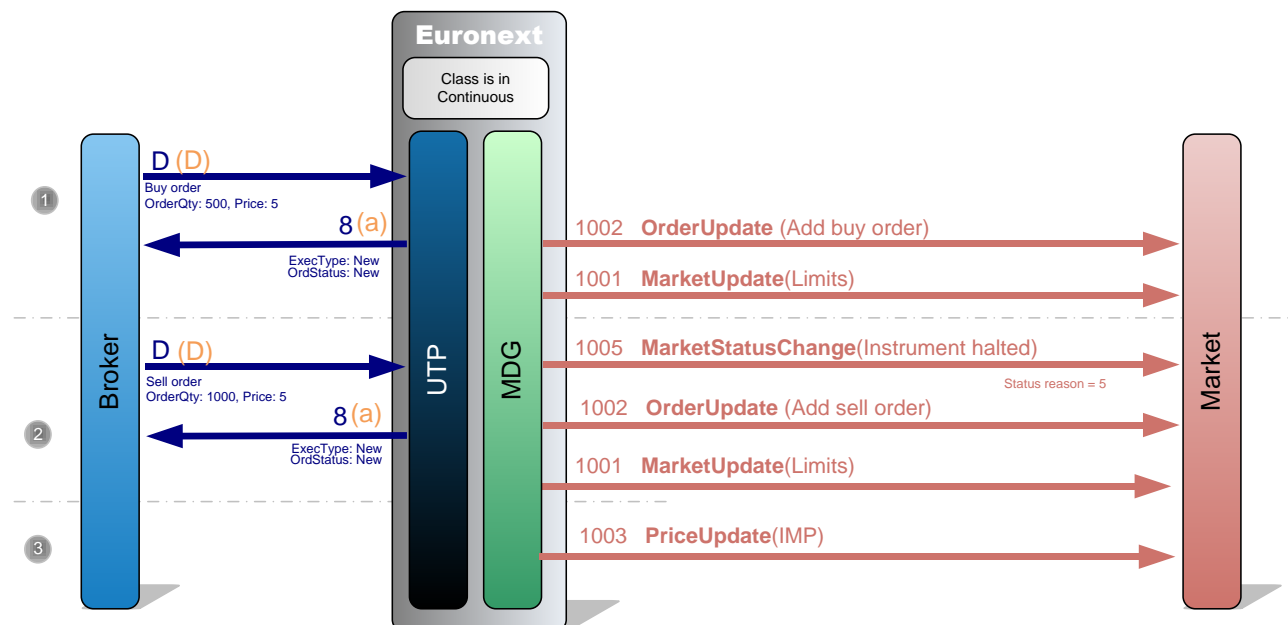 Euronext
Class is in
Continuous
Broker
UTP
MDG
Market
1
D (D)
Buy order
OrderQty: 500, Price: 5
8 (a)
ExecType: New
OrdStatus: New
1002 OrderUpdate (Add buy order)
1001 MarketUpdate(Limits)
2
D (D)
Sell order
OrderQty: 1000, Price: 5
8 (a)
ExecType: New
OrdStatus: New
1005 MarketStatusChange(Instrument halted)
Status reason = 5
1002 OrderUpdate (Add sell order)
1001 MarketUpdate(Limits)
3
1003 PriceUpdate(IMP)